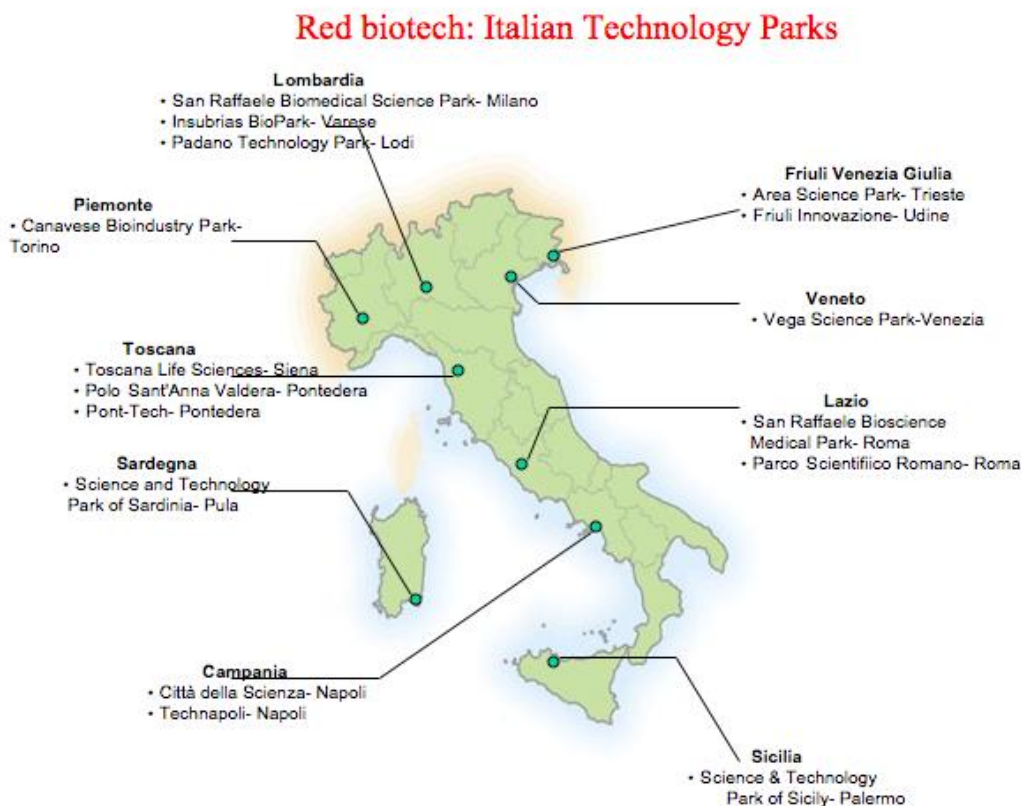 Red biotech: Italian Technology Parks
Lombardia
• San Raffaele Biomedical Science Park- Milano
• Insubrias BioPark- Varese
• Padano Technology Park- Lodi
Friuli Venezia Giulia
• Area Science Park- Trieste
• Friuli Innovazione- Udine
Piemonte
• Canavese Bioindustry Park-
Torino
Veneto
• Vega Science Park-Venezia
Toscana
• Toscana Life Sciences- Siena
• Polo Sant'Anna Valdera- Pontedera
• Pont-Tech- Pontedera
Lazio
• San Raffaele Bioscience
Medical Park- Roma
• Parco Scientifiico Romano- Roma
Sardegna
• Science and Technology
Park of Sardinia- Pula
Campania
• Città della Scienza- Napoli
• Technapoli- Napoli
Sicilia
• Science & Technology
Park of Sicily- Palermo